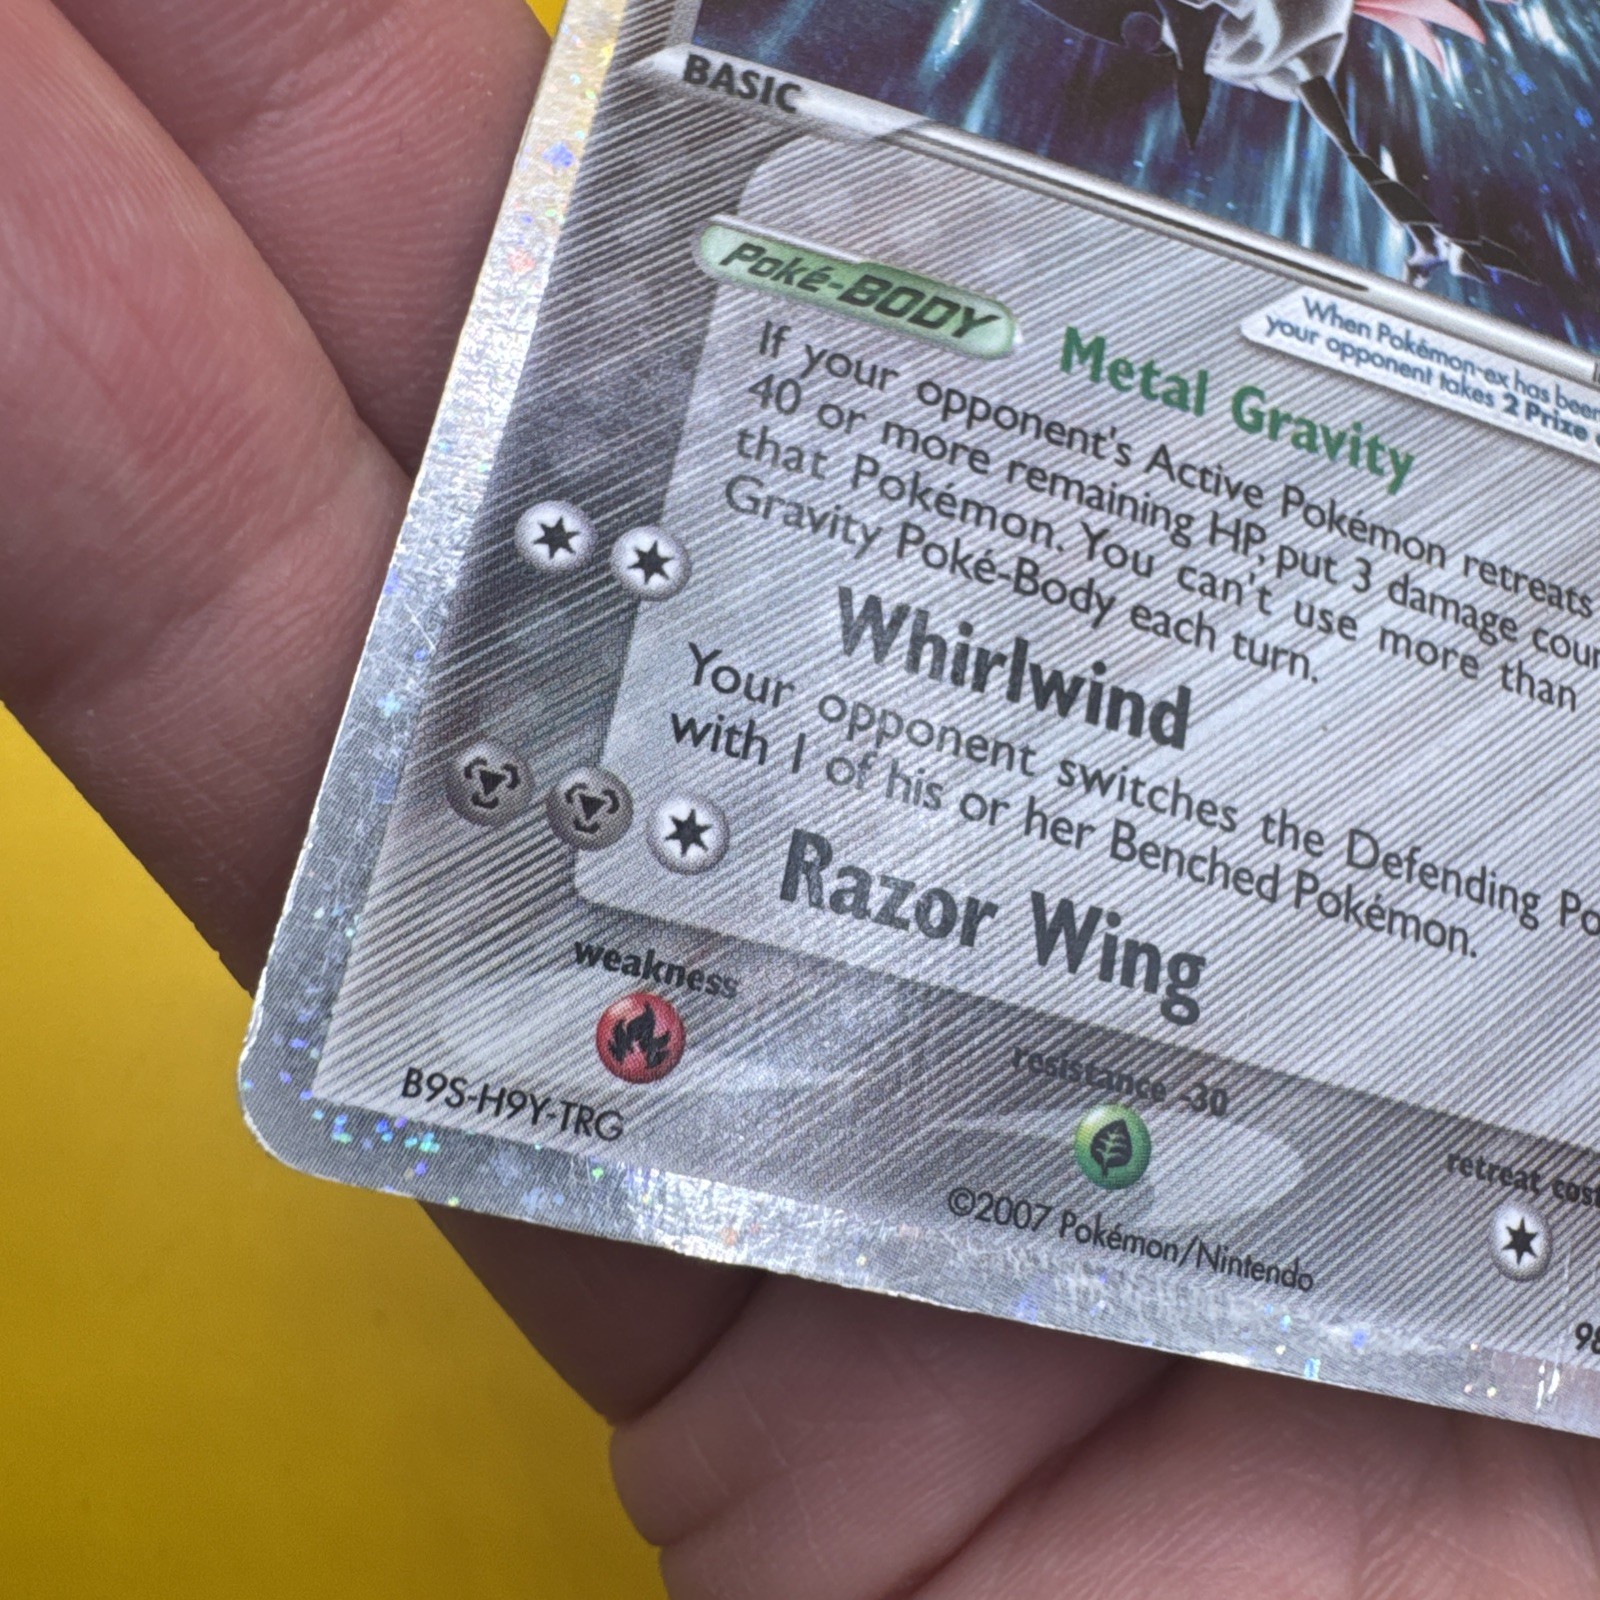 BASIC
When Pokémon-ex has been
your opponent takes 2 Prize
Poké-BODY Metal Gravity
If your opponent's Active Pokémon retreats
40 or more remaining HP, put 3 damage
that Pokémon. You can't use more than
Gravity Poké-Body each turn.
Whirlwind
Your opponent switches the Defending
with 1 of his or her Benched Pokémon.
Razor Wing
weakness
resistance -30
retreat cost
B9S-H9Y-TRG
©2007 Pokémon/Nintendo